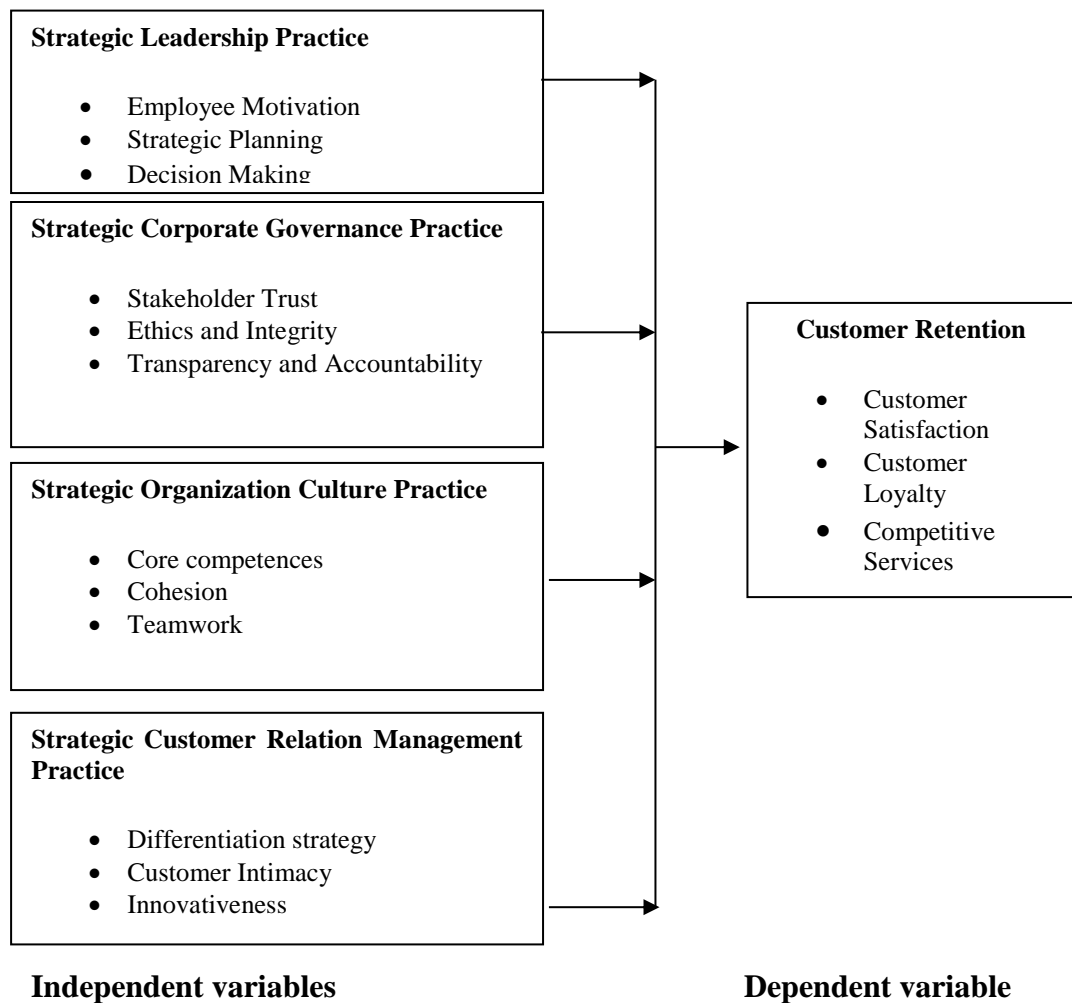 Strategic Leadership Practice
• Employee Motivation
• Strategic Planning
• Decision Making
Strategic Corporate Governance Practice
• Stakeholder Trust
• Ethics and Integrity
• Transparency and Accountability
Strategic Organization Culture Practice
• Core competences
• Cohesion
• Teamwork
Strategic Customer Relation Management
Practice
• Differentiation strategy
• Customer Intimacy
• Innovativeness
Independent variables
Customer Retention
• Customer
Satisfaction
• Customer
Loyalty
• Competitive
Services
Dependent variable